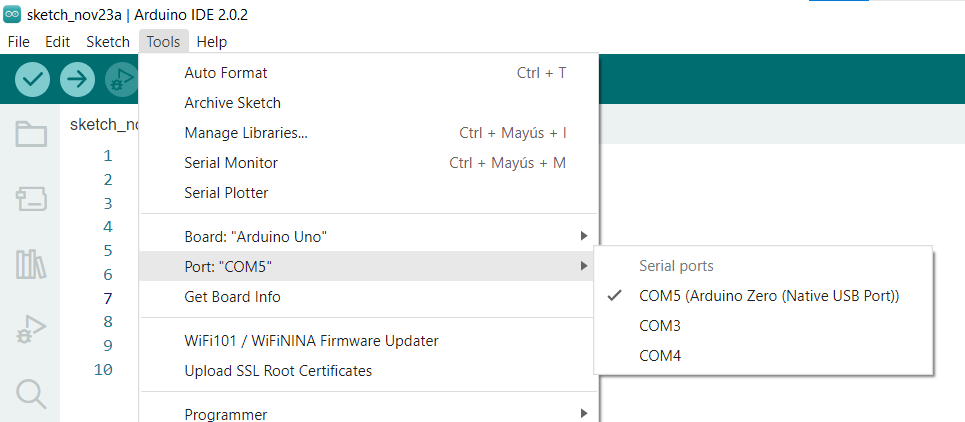 sketch_nov23a | Arduino IDE 2.0.2
File Edit Sketch Tools Help
Auto Format Ctrl + T
Archive Sketch
Manage Libraries... Ctrl + Mayús + I
Serial Monitor Ctrl + Mayús + M
Serial Plotter
Board: "Arduino Uno"
Port: "COM5"
Get Board Info
WiFi101 / WiFiNINA Firmware Updater
Upload SSL Root Certificates
Programmer
Serial ports
COM5 (Arduino Zero (Native USB Port))
COM3
COM4
sketch_no
1
2
3
4
5
6
7
8
9
10